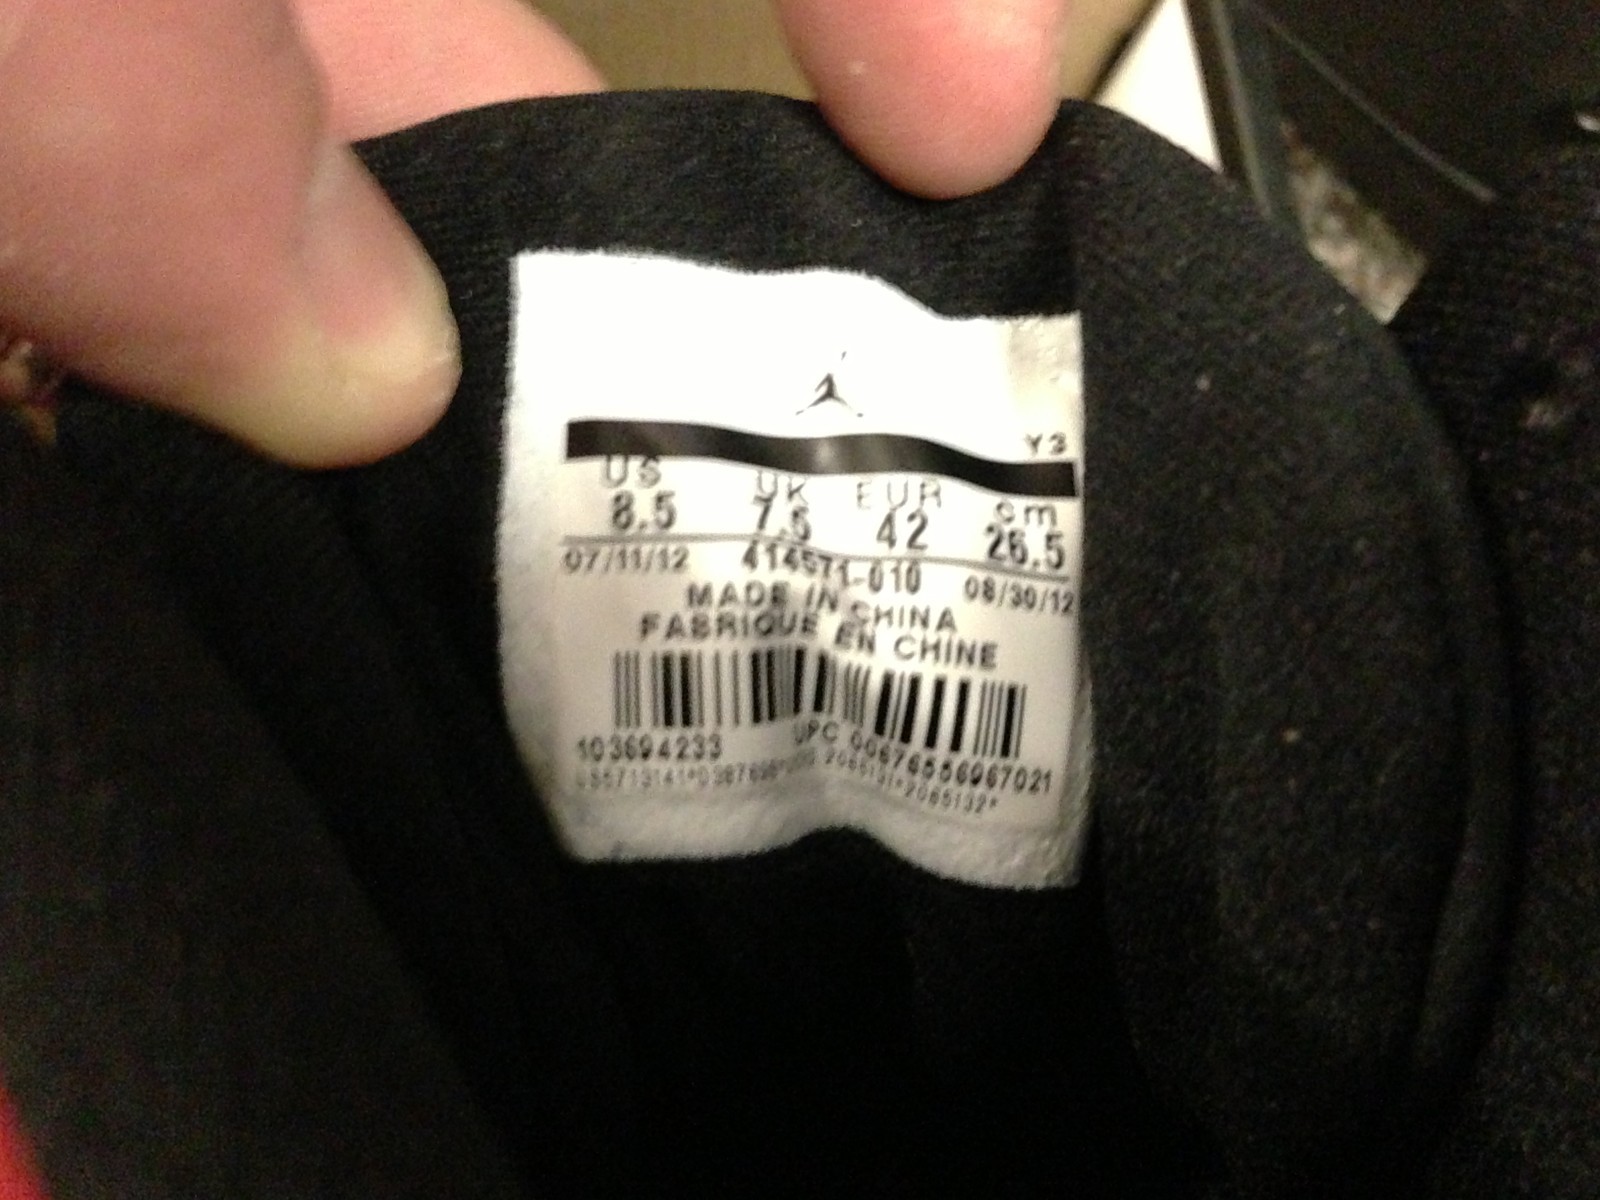 Y3
US UK EUR cm
8.5 7.5 42 26.5
07/11/12 414571-010 08/30/12
MADE IN CHINA
FABRIQUE EN CHINE
103694233 UPC 00676556967021